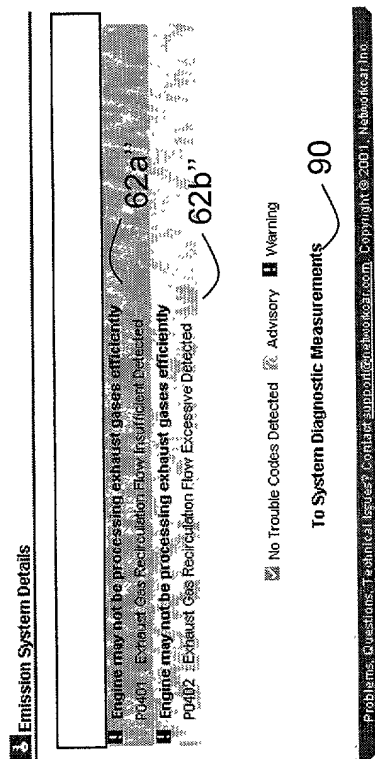 Emission System Details
Engine may not be processing exhaust gases efficiently
P0401 Exhaust Gas Recirculation Flow Insufficient Detected
62a"
Engine may not be processing exhaust gases efficiently
P0402 Exhaust Gas Recirculation Flow Excessive Detected
62b"
No Trouble Codes Detected Advisory Warning
To System Diagnostic Measurements
90
Problems, Questions, Technical Issues? Contact support@networkcar.com. Copyright © 2001, Networkcar Inc.